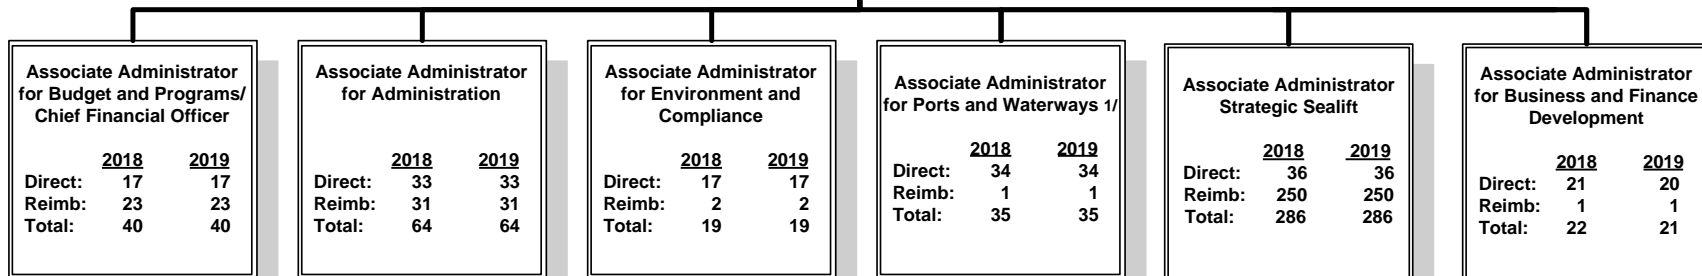 Associate Administrator
for Budget and Programs/
Chief Financial Officer
2018 2019
Direct: 17 17
Reimb: 23 23
Total: 40 40
Associate Administrator
for Administration
2018 2019
Direct: 33 33
Reimb: 31 31
Total: 64 64
Associate Administrator
for Environment and
Compliance
2018 2019
Direct: 17 17
Reimb: 2 2
Total: 19 19
Associate Administrator
for Ports and Waterways 1/
2018 2019
Direct: 34 34
Reimb: 1 1
Total: 35 35
Associate Administrator
Strategic Sealift
2018 2019
Direct: 36 36
Reimb: 250 250
Total: 286 286
Associate Administrator
for Business and Finance
Development
2018 2019
Direct: 21 20
Reimb: 1 1
Total: 22 21